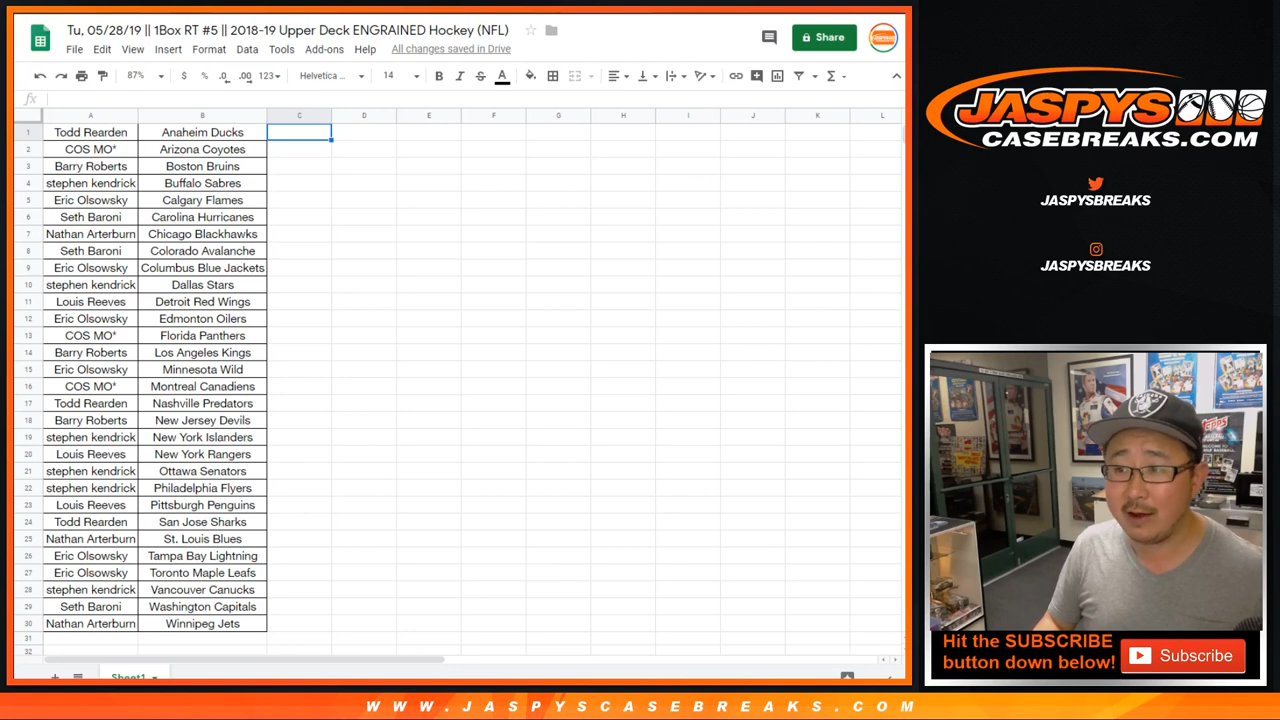 Tu, 05/28/19 || 1Box RT #5 || 2018-19 Upper Deck ENGRAINED Hockey (NFL)
File Edit View Insert Format Data Tools Add-ons Help All changes saved in Drive
Share
87% $ % .0 .00 123 Helvetica ... 14 B I S A
fx
A B C D E F G H I J K L
1 Todd Rearden Anaheim Ducks
2 COS MO* Arizona Coyotes
3 Barry Roberts Boston Bruins
4 stephen kendrick Buffalo Sabres
5 Eric Olsowsky Calgary Flames
6 Seth Baroni Carolina Hurricanes
7 Nathan Arterburn Chicago Blackhawks
8 Seth Baroni Colorado Avalanche
9 Eric Olsowsky Columbus Blue Jackets
10 stephen kendrick Dallas Stars
11 Louis Reeves Detroit Red Wings
12 Eric Olsowsky Edmonton Oilers
13 COS MO* Florida Panthers
14 Barry Roberts Los Angeles Kings
15 Eric Olsowsky Minnesota Wild
16 COS MO* Montreal Canadiens
17 Todd Rearden Nashville Predators
18 Barry Roberts New Jersey Devils
19 stephen kendrick New York Islanders
20 Louis Reeves New York Rangers
21 stephen kendrick Ottawa Senators
22 stephen kendrick Philadelphia Flyers
23 Louis Reeves Pittsburgh Penguins
24 Todd Rearden San Jose Sharks
25 Nathan Arterburn St. Louis Blues
26 Eric Olsowsky Tampa Bay Lightning
27 Eric Olsowsky Toronto Maple Leafs
28 stephen kendrick Vancouver Canucks
29 Seth Baroni Washington Capitals
30 Nathan Arterburn Winnipeg Jets
31
32
Sheet1
JASPYS
CASEBREAKS.COM
JASPYSBREAKS
JASPYSBREAKS
RAIDERS
TOPPS
Hit the SUBSCRIBE
button down below!
Subscribe
WWW.JASPYSCASEBREAKS.COM